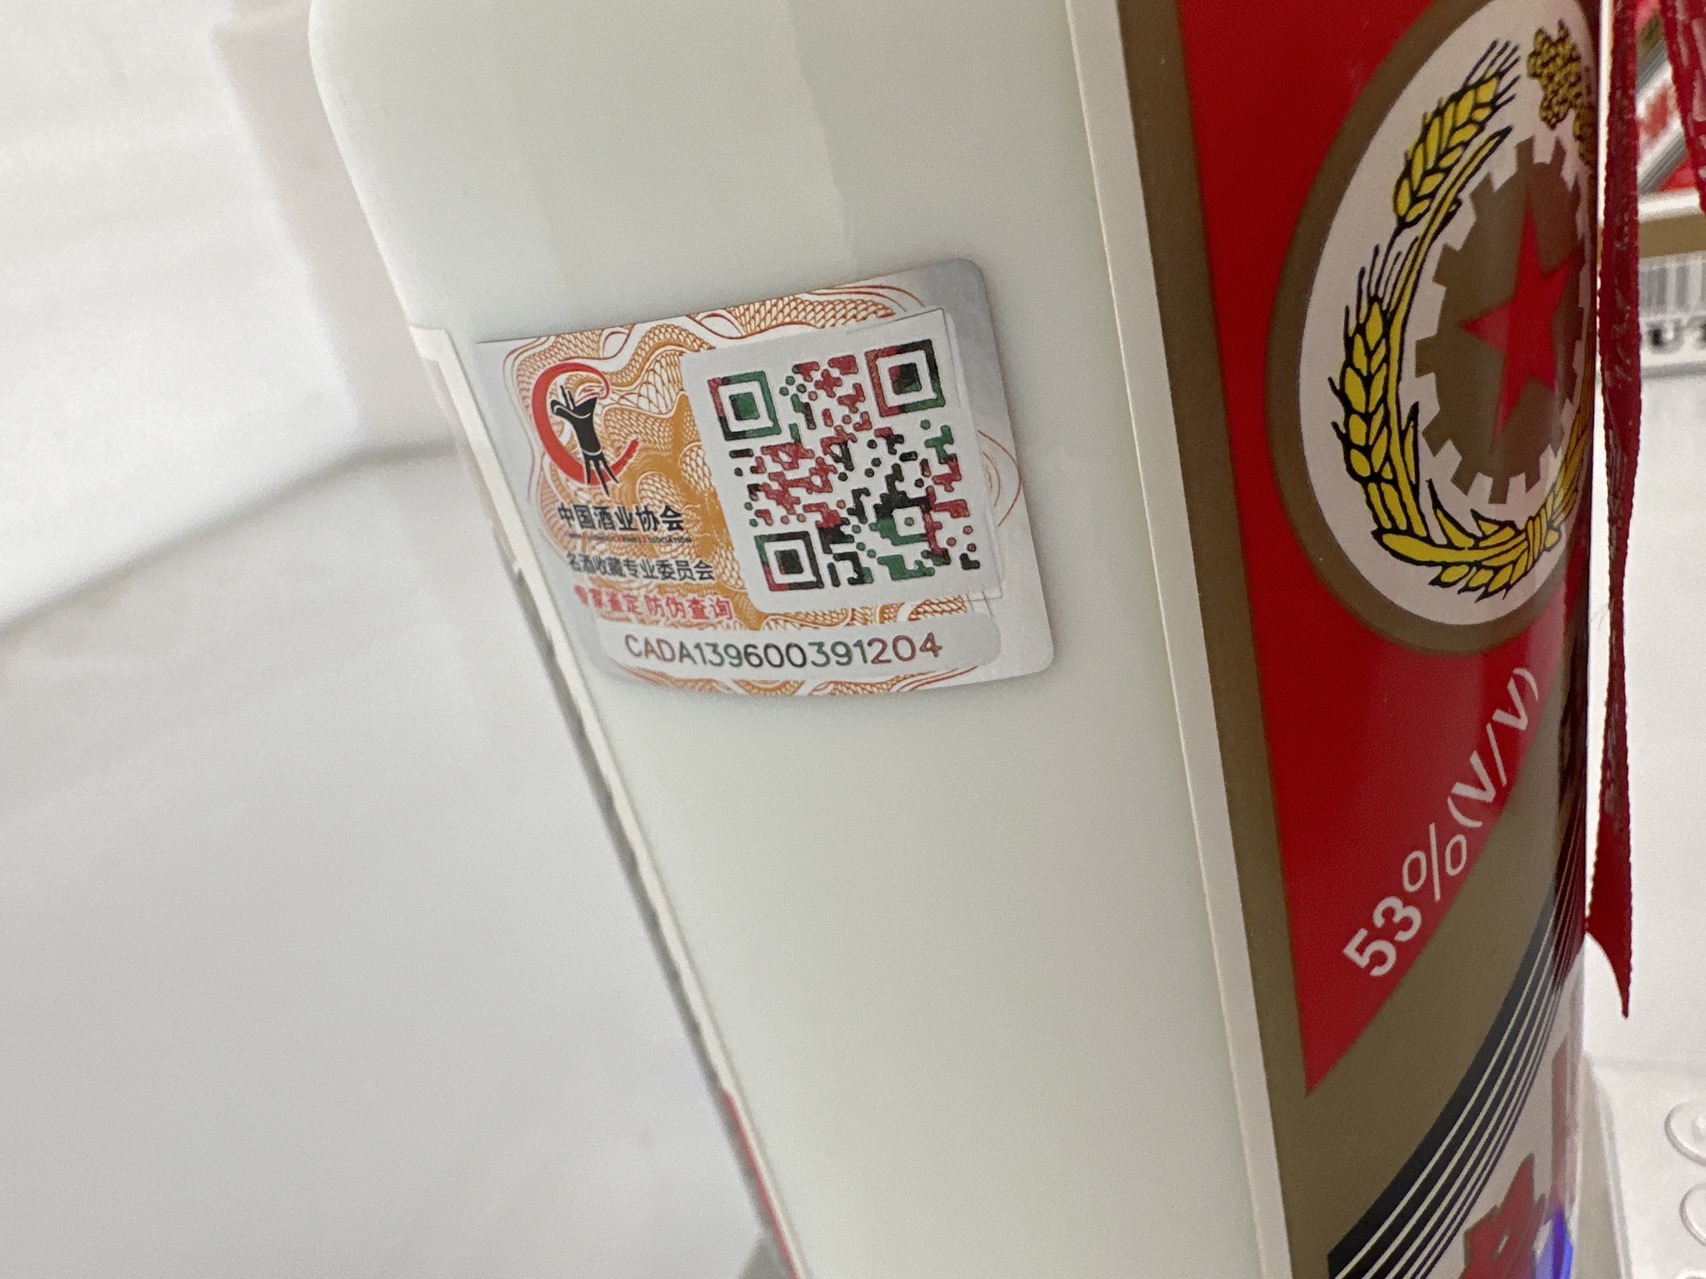 中国酒业协会
名酒收藏专业委员会
专家鉴定防伪查询
CADA139600391204
53%(V/V)